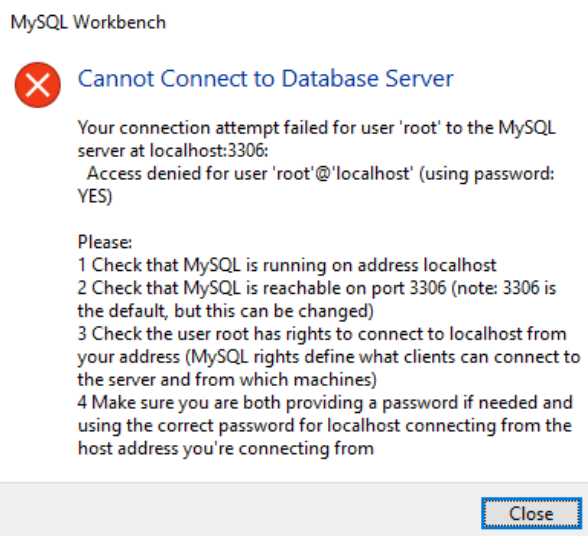 MySQL Workbench
Cannot Connect to Database Server
Your connection attempt failed for user 'root' to the MySQL
server at localhost:3306:
Access denied for user 'root'@'localhost' (using password:
YES)
Please:
1 Check that MySQL is running on address localhost
2 Check that MySQL is reachable on port 3306 (note: 3306 is
the default, but this can be changed)
3 Check the user root has rights to connect to localhost from
your address (MySQL rights define what clients can connect to
the server and from which machines)
4 Make sure you are both providing a password if needed and
using the correct password for localhost connecting from the
host address you're connecting from
Close